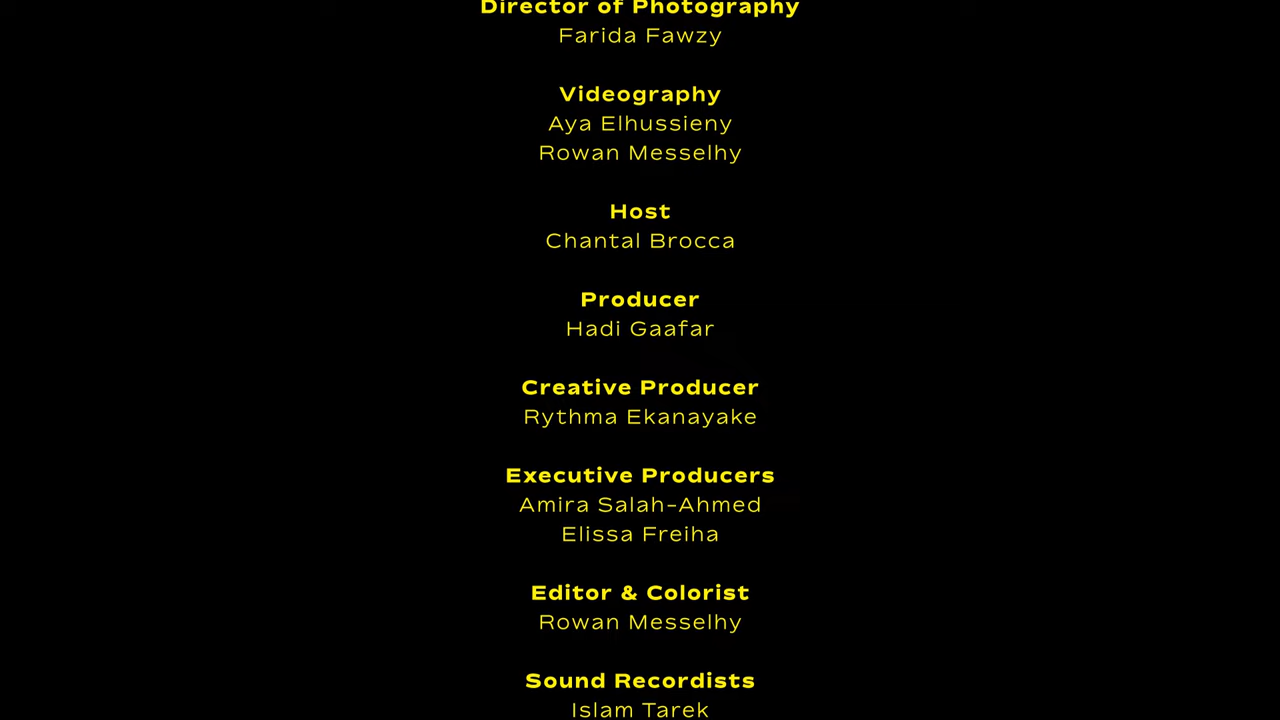 Director of Photography
Farida Fawzy
Videography
Aya Elhussieny
Rowan Messelhy
Host
Chantal Brocca
Producer
Hadi Gaafar
Creative Producer
Rythma Ekanayake
Executive Producers
Amira Salah-Ahmed
Elissa Freiha
Editor & Colorist
Rowan Messelhy
Sound Recordists
Islam Tarek